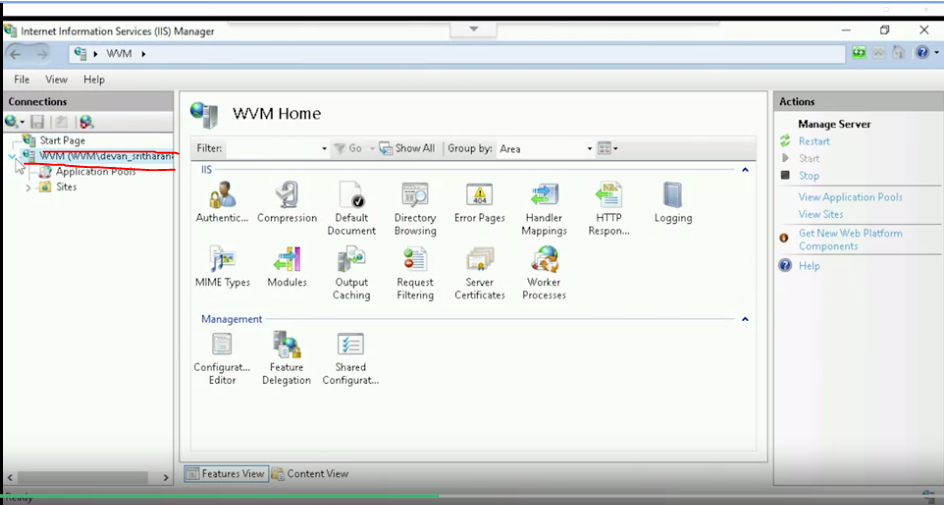 Internet Information Services (IIS) Manager
WVM
File View Help
Connections
Start Page
WVM (WVM\devan_sritharan
Application Pools
Sites
WVM Home
Filter: Go Show All Group by: Area
IIS
Authentic... Compression Default Document Directory Browsing Error Pages Handler Mappings HTTP Respon... Logging
MIME Types Modules Output Caching Request Filtering Server Certificates Worker Processes
Management
Configurat... Editor Feature Delegation Shared Configurat...
Features View Content View
Ready
Actions
Manage Server
Restart
Start
Stop
View Application Pools
View Sites
Get New Web Platform
Components
Help